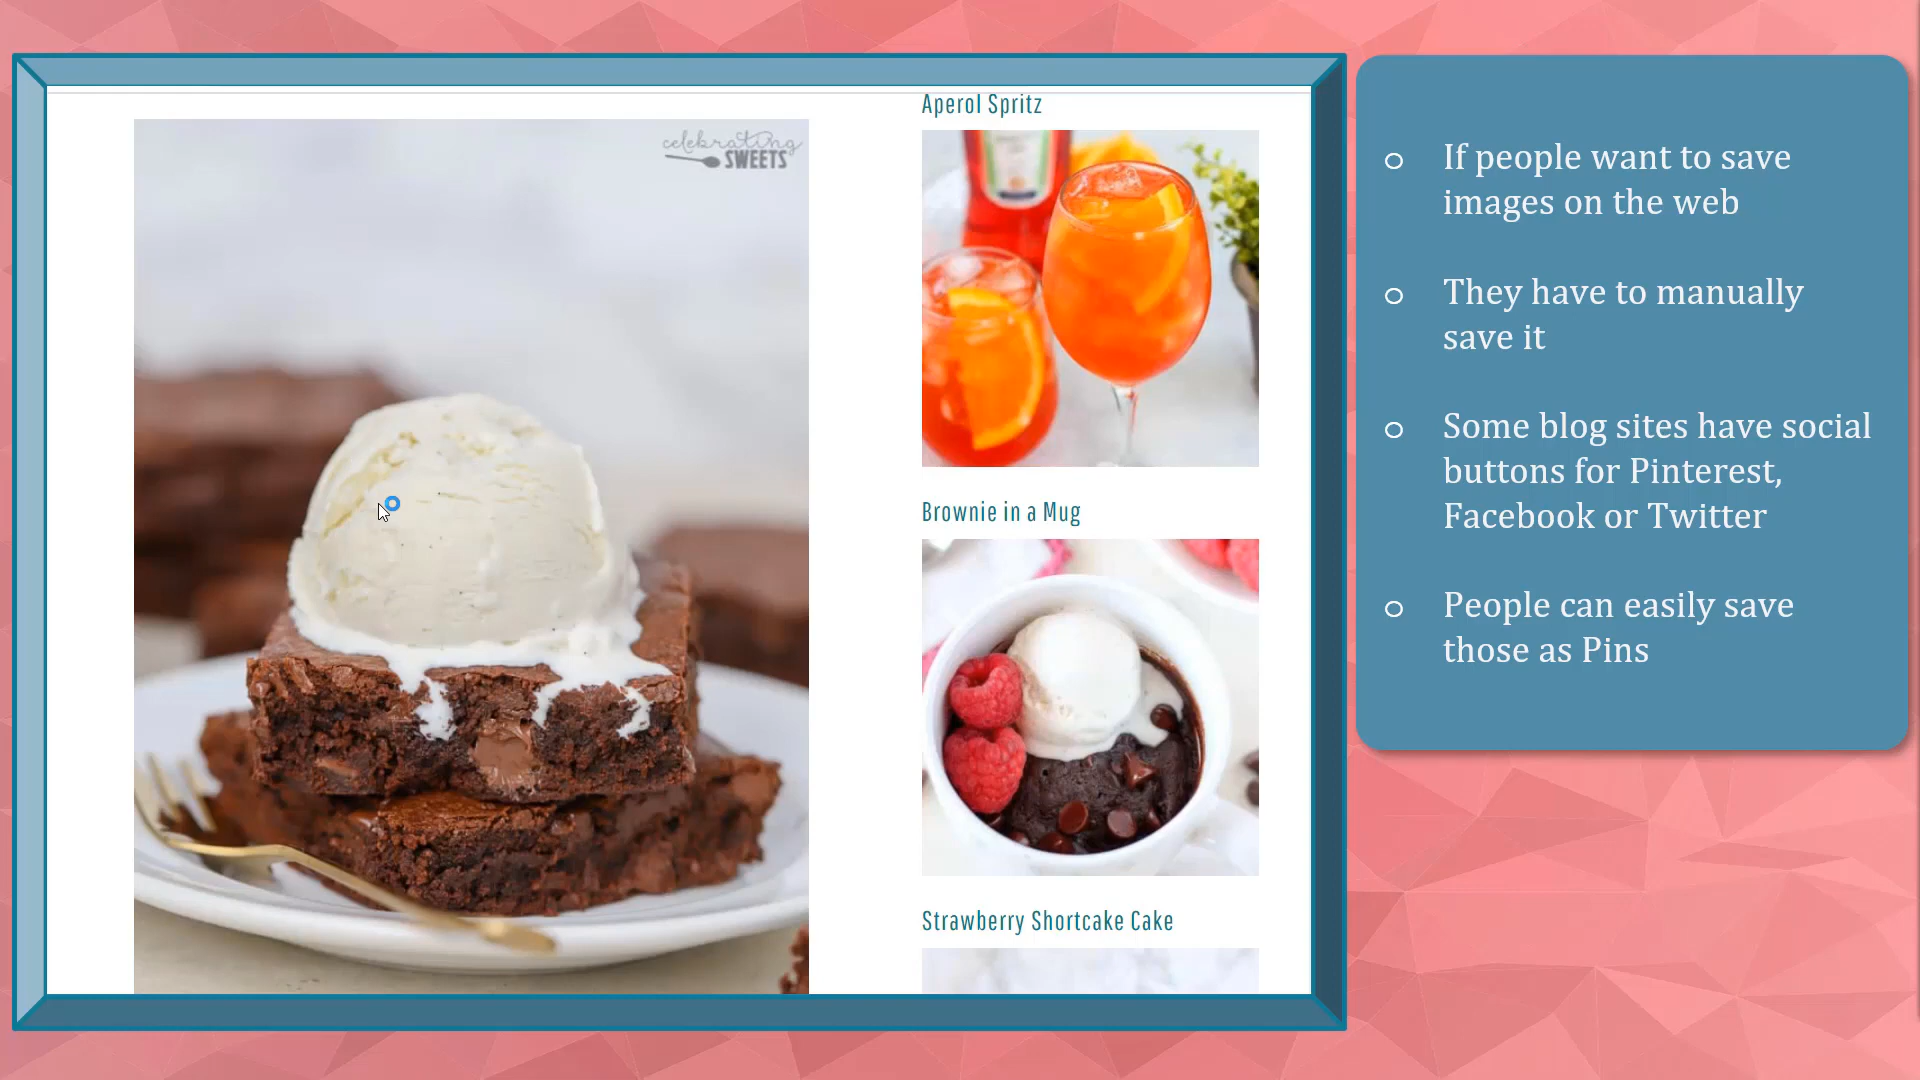 celebrating
SWEETS
Aperol Spritz
Brownie in a Mug
Strawberry Shortcake Cake
If people want to save
images on the web
They have to manually
save it
Some blog sites have social
buttons for Pinterest,
Facebook or Twitter
People can easily save
those as Pins